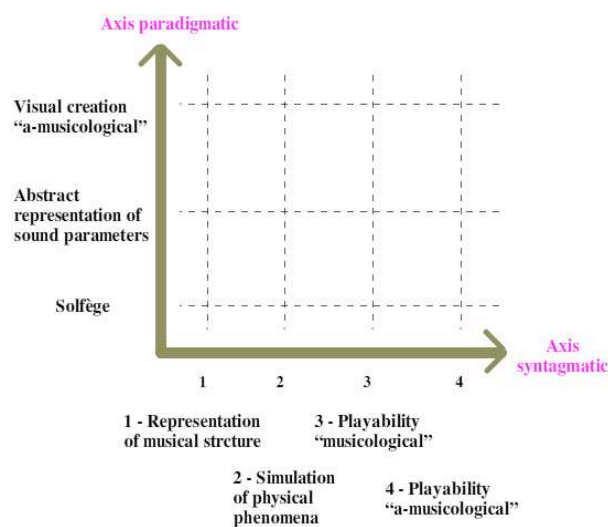 Axis paradigmatic
Visual creation
“a-musicological”
Abstract
representation of
sound parameters
Solfège
Axis
syntagmatic
1
2
3
4
1 - Representation
of musical strcture
3 - Playability
“musicological”
2 - Simulation
of physical
phenomena
4 - Playability
“a-musicological”